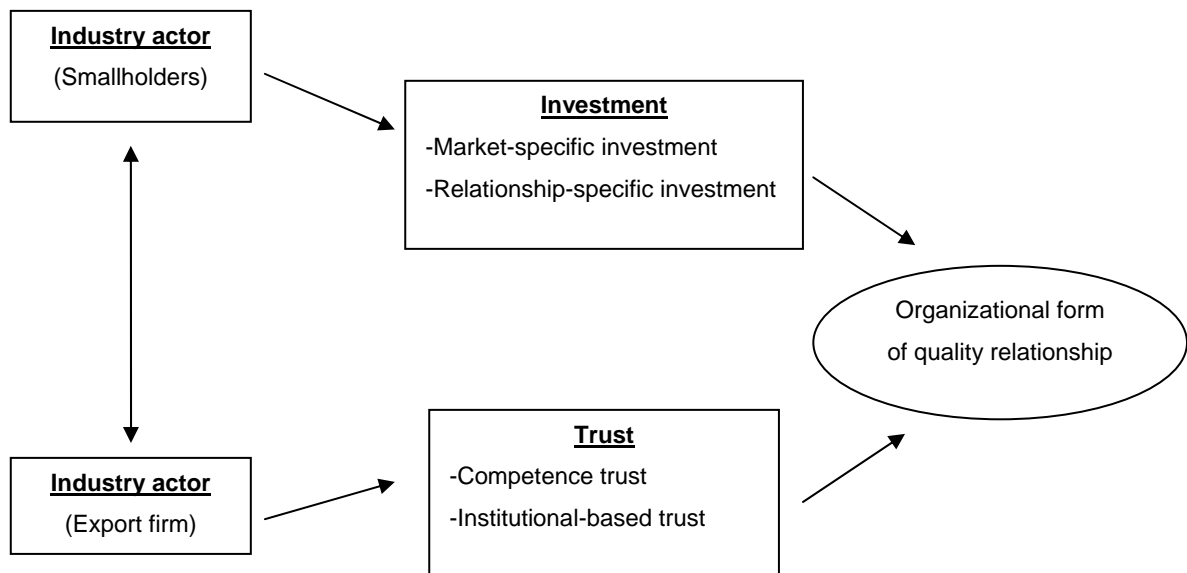 Industry actor
(Smallholders)
Investment
-Market-specific investment
-Relationship-specific investment
Organizational form
of quality relationship
Trust
-Competence trust
-Institutional-based trust
Industry actor
(Export firm)